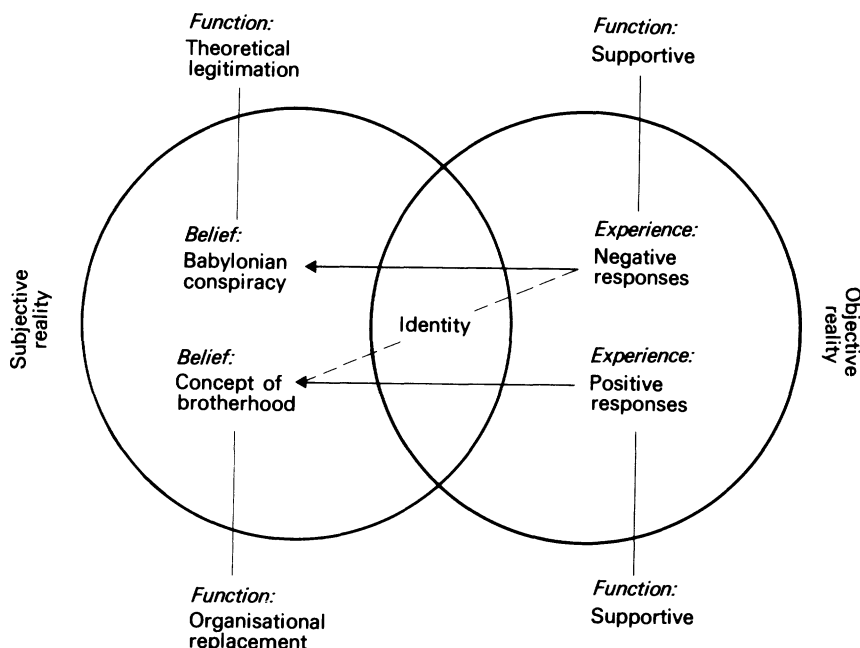 Function:
Theoretical
legitimation
Function:
Supportive
Belief:
Babylonian
conspiracy
Experience:
Negative
responses
Subjective
reality
Identity
Objective
reality
Belief:
Concept of
brotherhood
Experience:
Positive
responses
Function:
Organisational
replacement
Function:
Supportive